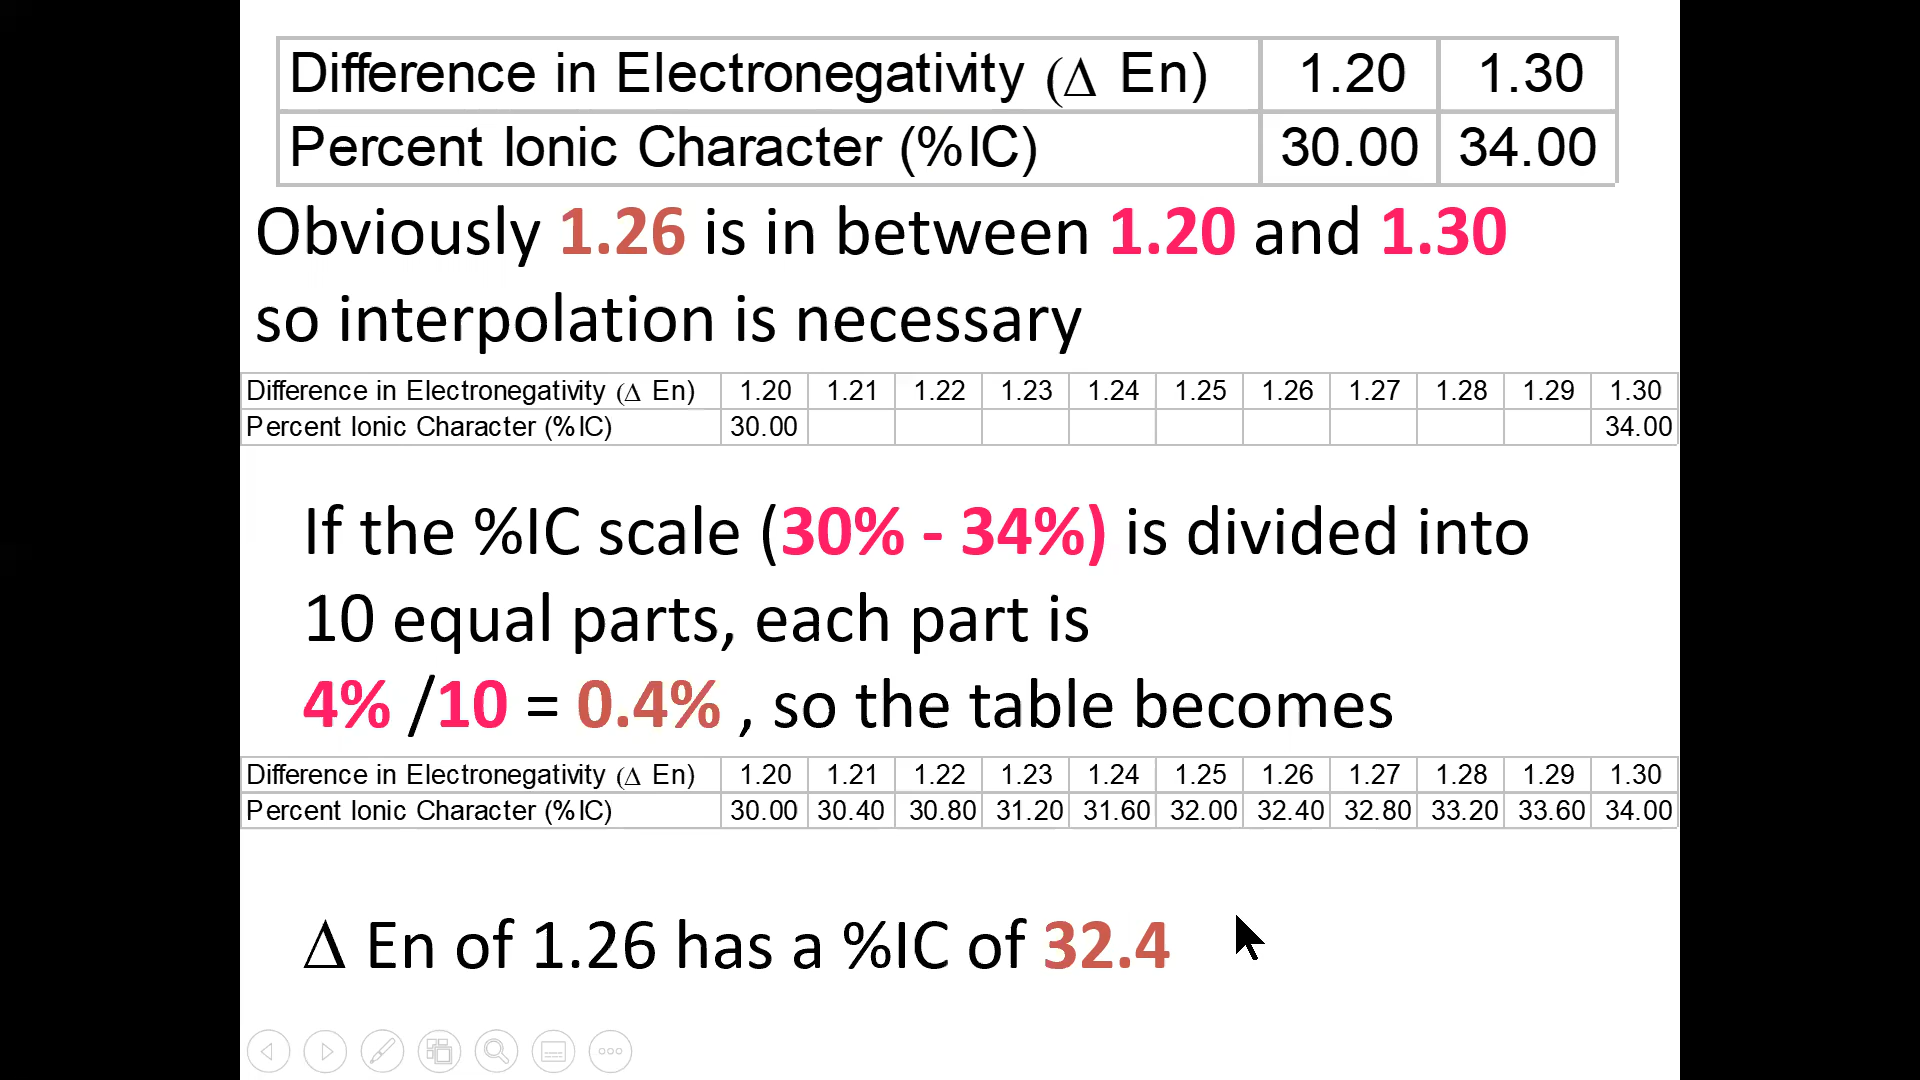 Difference in Electronegativity (Δ En) 1.20 1.30
Percent Ionic Character (%IC) 30.00 34.00
Obviously 1.26 is in between 1.20 and 1.30
so interpolation is necessary
Difference in Electronegativity (Δ En) 1.20 1.21 1.22 1.23 1.24 1.25 1.26 1.27 1.28 1.29 1.30
Percent Ionic Character (%IC) 30.00 34.00
If the %IC scale (30% - 34%) is divided into
10 equal parts, each part is
4% /10 = 0.4% , so the table becomes
Difference in Electronegativity (Δ En) 1.20 1.21 1.22 1.23 1.24 1.25 1.26 1.27 1.28 1.29 1.30
Percent Ionic Character (%IC) 30.00 30.40 30.80 31.20 31.60 32.00 32.40 32.80 33.20 33.60 34.00
Δ En of 1.26 has a %IC of 32.4